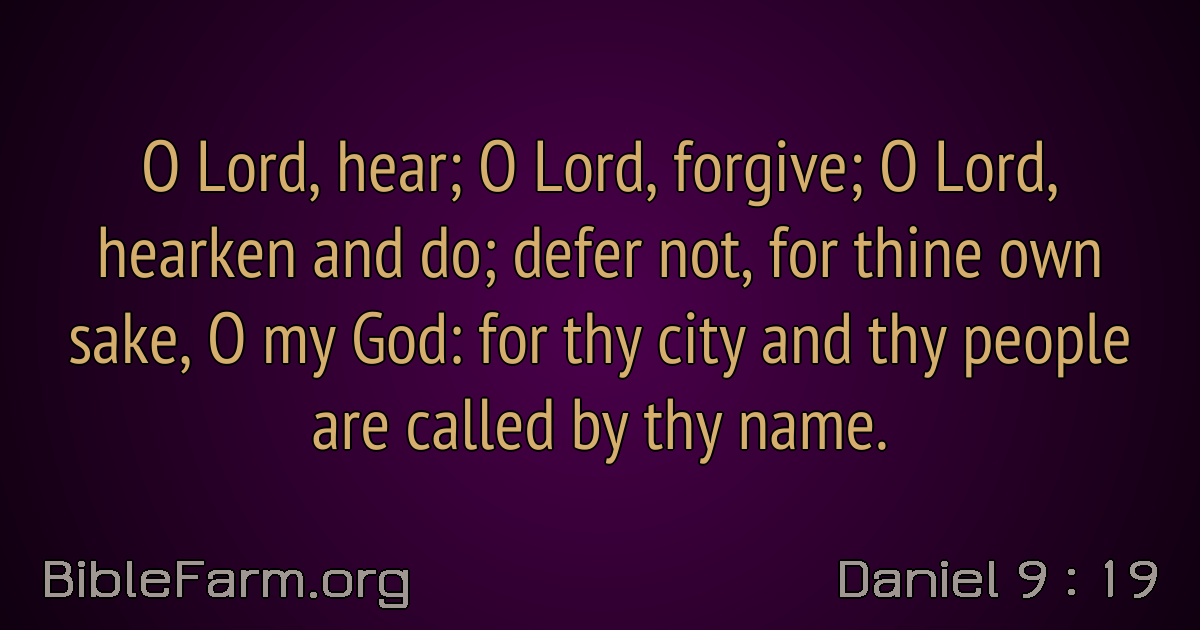 O Lord, hear; O Lord, forgive; O Lord,
hearken and do; defer not, for thine own
sake, O my God: for thy city and thy people
are called by thy name.
BibleFarm.org
Daniel 9 : 19